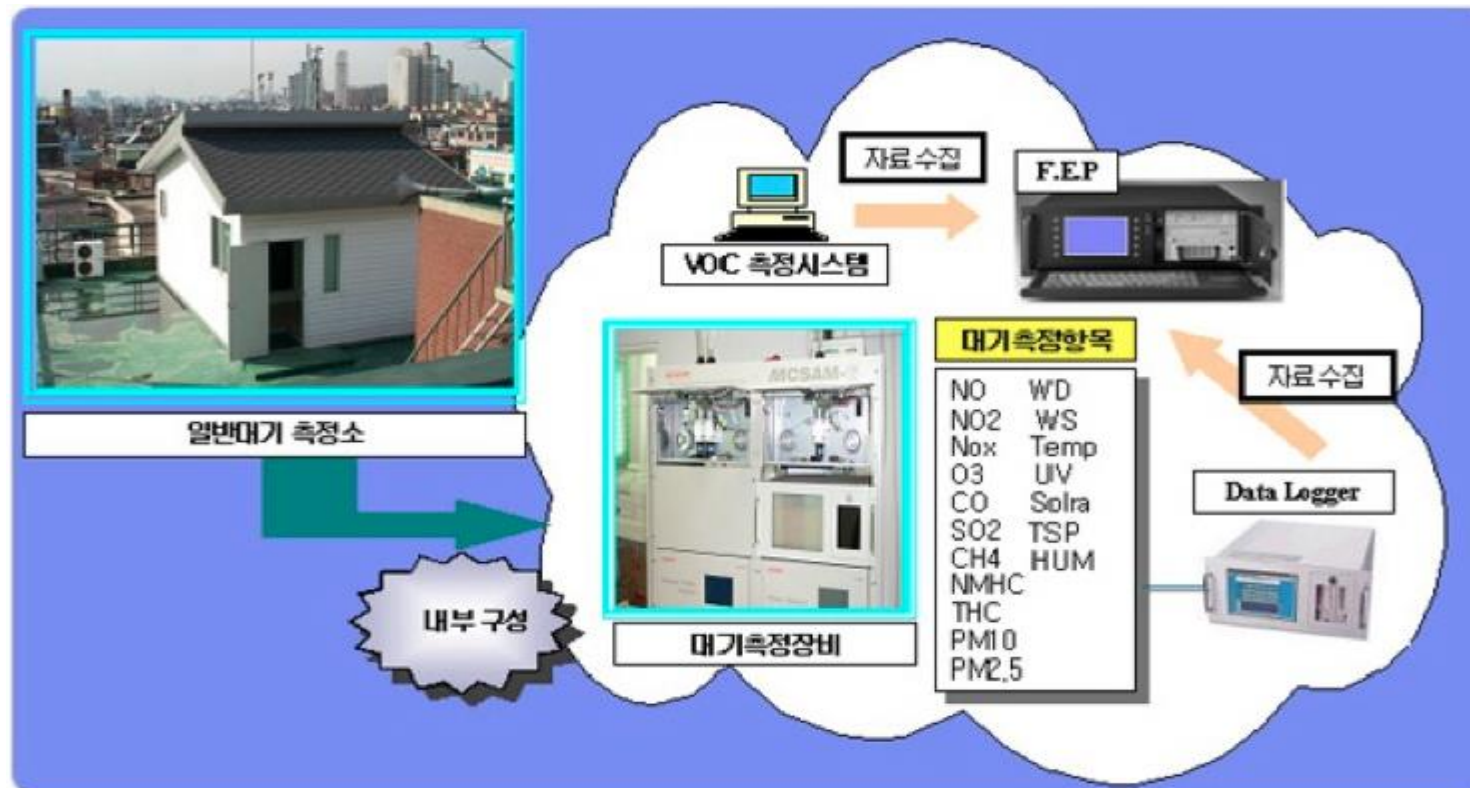 자료수집
F.E.P
VOC 측정시스템
대기측정항목
자료수집
NO WD
NO2 WS
Nox Temp
O3 UV
CO Solra
SO2 TSP
CH4 HUM
NMHC
THC
PM10
PM2,5
일반대기 측정소
MCSAM-2
Data Logger
내부 구성
대기측정장비